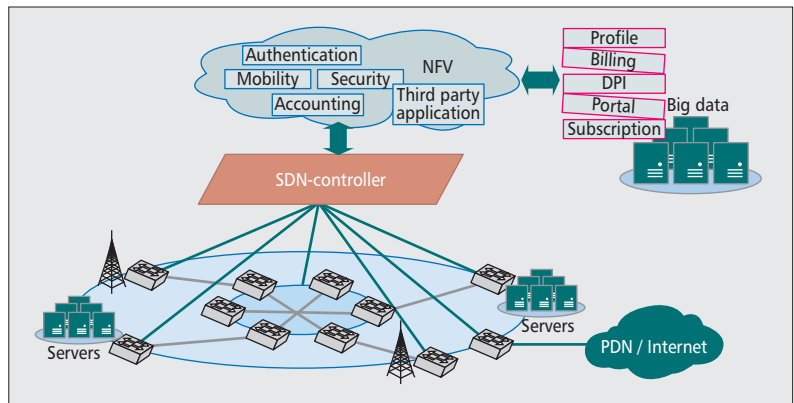 Authentication
Mobility
Security
NFV
Accounting
Third party
application
Profile
Billing
DPI
Portal
Subscription
Big data
SDN-controller
Servers
Servers
PDN / Internet